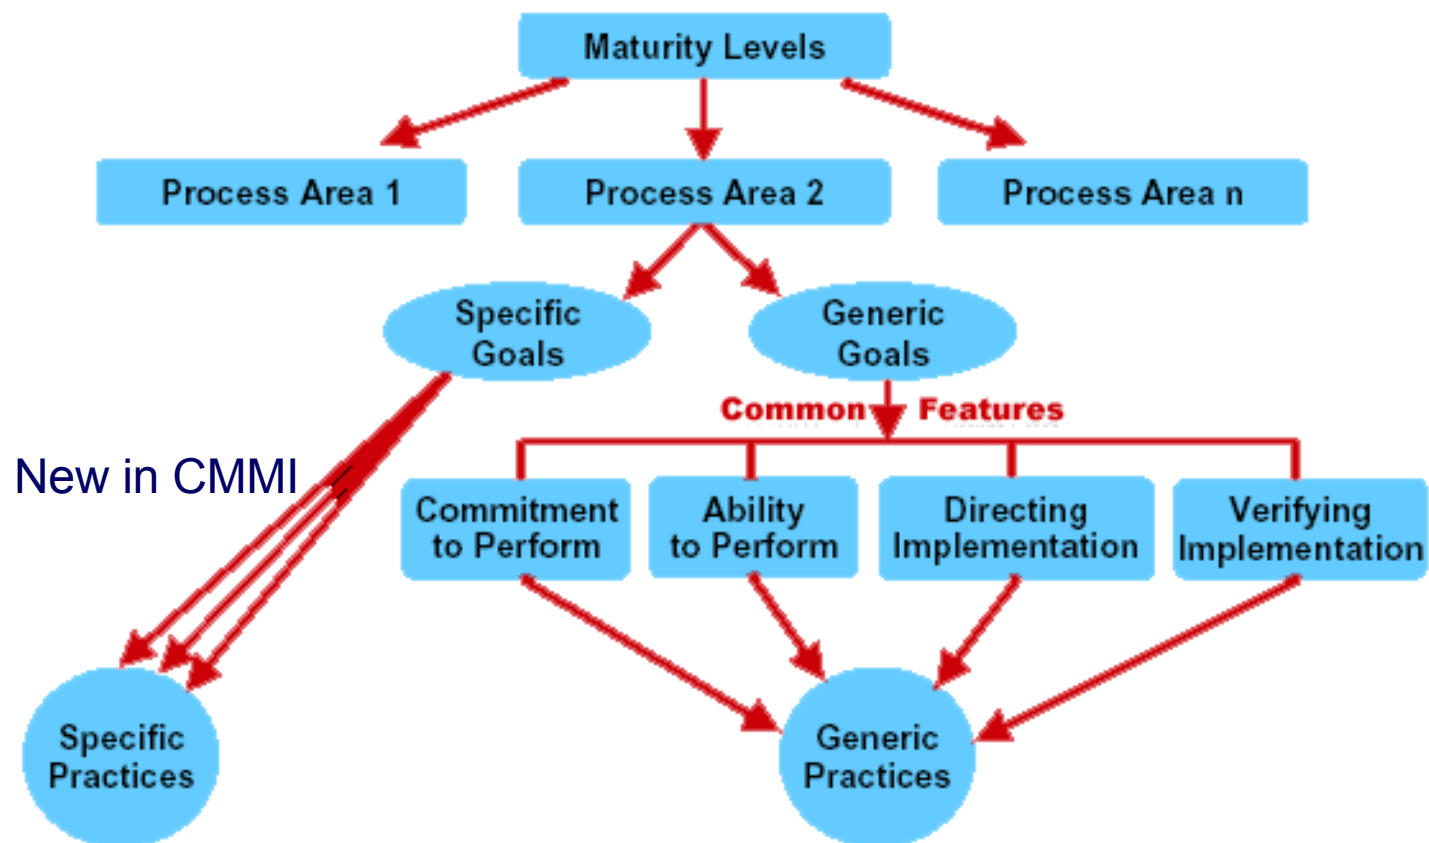 Maturity Levels
Process Area 1
Process Area 2
Process Area n
Specific
Goals
Generic
Goals
Common Features
New in CMMI
Commitment
to Perform
Ability
to Perform
Directing
Implementation
Verifying
Implementation
Specific
Practices
Generic
Practices